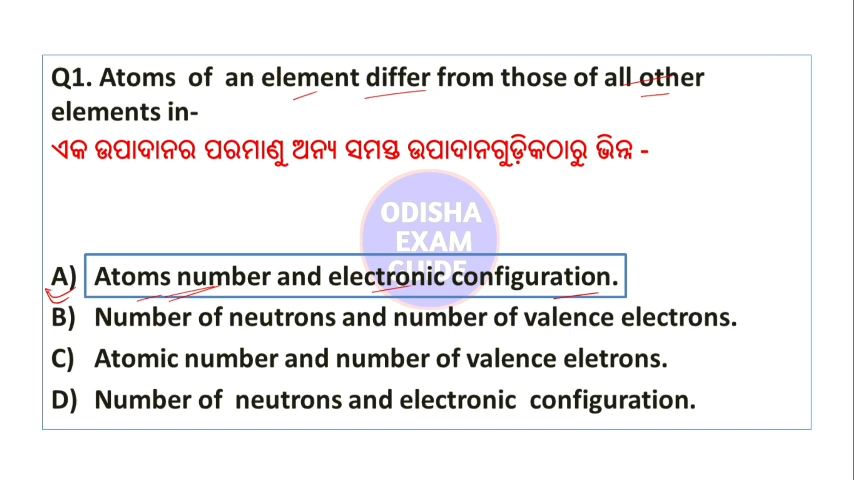 Q1. Atoms of an element differ from those of all other
elements in-
ଏକ ଉପାଦାନର ପରମାଣୁ ଅନ୍ୟ ସମସ୍ତ ଉପାଦାନଗୁଡ଼ିକଠାରୁ ଭିନ୍ନ -
ODISHA
EXAM
GUIDE
A) Atoms number and electronic configuration.
B) Number of neutrons and number of valence electrons.
C) Atomic number and number of valence eletrons.
D) Number of neutrons and electronic configuration.